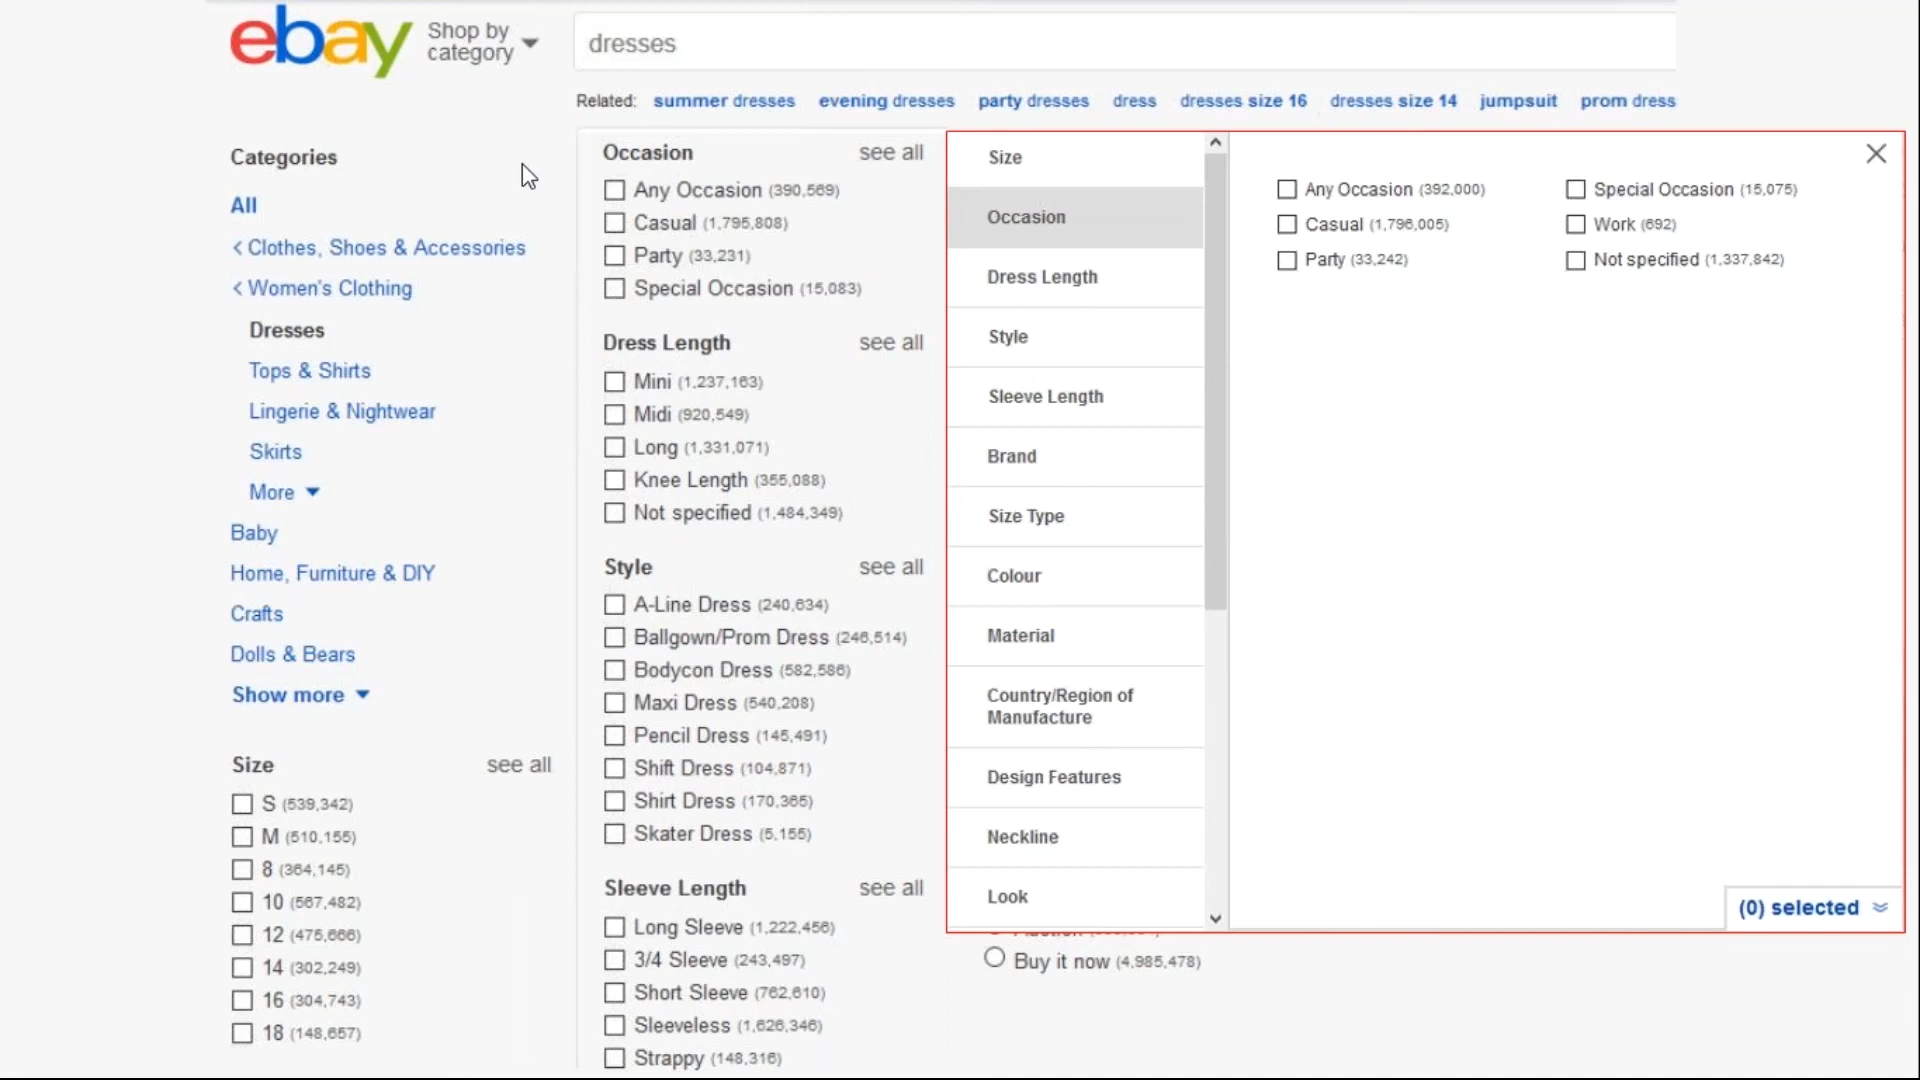 ebay
Shop by
category
dresses
Related: summer dresses evening dresses party dresses dress dresses size 16 dresses size 14 jumpsuit prom dress
Categories
All
< Clothes, Shoes & Accessories
< Women's Clothing
Dresses
Tops & Shirts
Lingerie & Nightwear
Skirts
More
Baby
Home, Furniture & DIY
Crafts
Dolls & Bears
Show more
Size see all
S (539,342)
M (510,155)
8 (364,145)
10 (567,482)
12 (475,666)
14 (302,249)
16 (304,743)
18 (148,657)
Occasion see all
Any Occasion (390,569)
Casual (1,795,808)
Party (33,231)
Special Occasion (15,083)
Dress Length see all
Mini (1,237,163)
Midi (920,549)
Long (1,331,071)
Knee Length (355,088)
Not specified (1,484,349)
Style see all
A-Line Dress (240,634)
Ballgown/Prom Dress (246,514)
Bodycon Dress (582,586)
Maxi Dress (540,208)
Pencil Dress (145,491)
Shift Dress (104,871)
Shirt Dress (170,365)
Skater Dress (5,155)
Sleeve Length see all
Long Sleeve (1,222,456)
3/4 Sleeve (243,497)
Short Sleeve (762,610)
Sleeveless (1,626,346)
Strappy (148,316)
Size
Occasion
Dress Length
Style
Sleeve Length
Brand
Size Type
Colour
Material
Country/Region of
Manufacture
Design Features
Neckline
Look
Any Occasion (392,000)
Casual (1,796,005)
Party (33,242)
Special Occasion (15,075)
Work (692)
Not specified (1,337,842)
(0) selected
Buy it now (4,985,478)